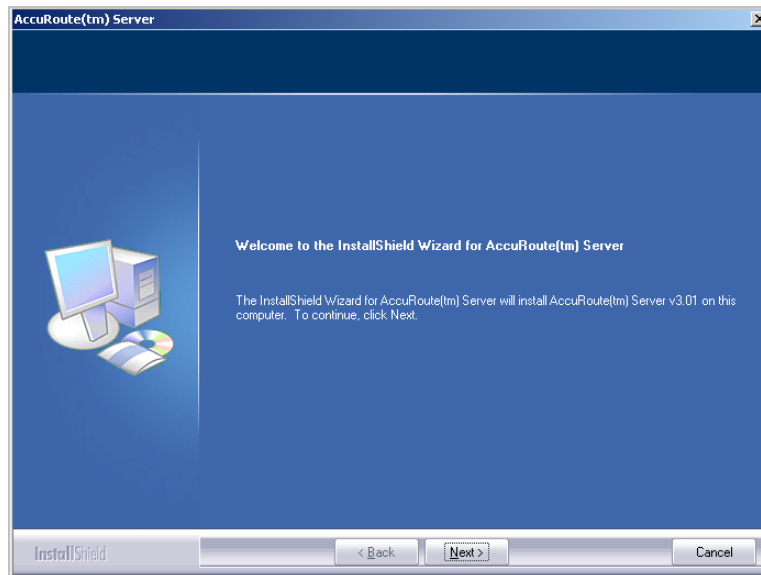 AccuRoute(tm) Server
Welcome to the InstallShield Wizard for AccuRoute(tm) Server
The InstallShield Wizard for AccuRoute(tm) Server will install AccuRoute(tm) Server v3.01 on this
computer. To continue, click Next.
InstallShield
< Back
Next >
Cancel